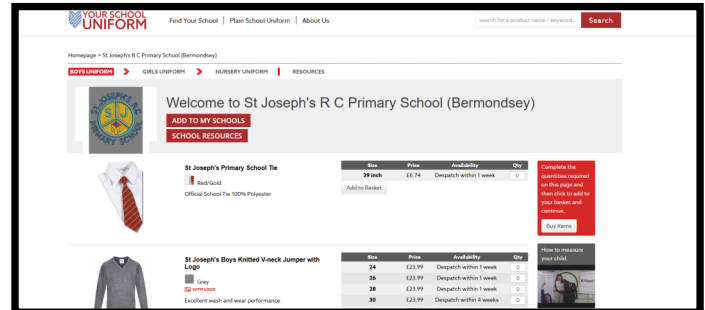 YOUR SCHOOL
UNIFORM
Find Your School | Plain School Uniform | About Us
search for a product name / keyword...
Search
Homepage > St Joseph's R C Primary School (Bermondsey)
BOYS UNIFORM
GIRLS UNIFORM
NURSERY UNIFORM
RESOURCES
ST JOSEPH'S RC
SJ
PRIMARY SCHOOL
Welcome to St Joseph's R C Primary School (Bermondsey)
ADD TO MY SCHOOLS
SCHOOL RESOURCES
St Joseph's Primary School Tie
Red/Gold
Official School Tie 100% Polyester
Size Price Availability Qty
39 inch £6.74 Despatch within 1 week 0
Add to Basket
Complete the
quantities required
on this page and
then click to add to
your basket and
continue.
Buy Items
St Joseph's Boys Knitted V-neck Jumper with
Logo
Grey
WITH LOGO
Excellent wash and wear performance.
Size Price Availability Qty
24 £23.99 Despatch within 1 week 0
26 £23.99 Despatch within 1 week 0
28 £23.99 Despatch within 1 week 0
30 £23.99 Despatch within 4 weeks 0
How to measure
your child.